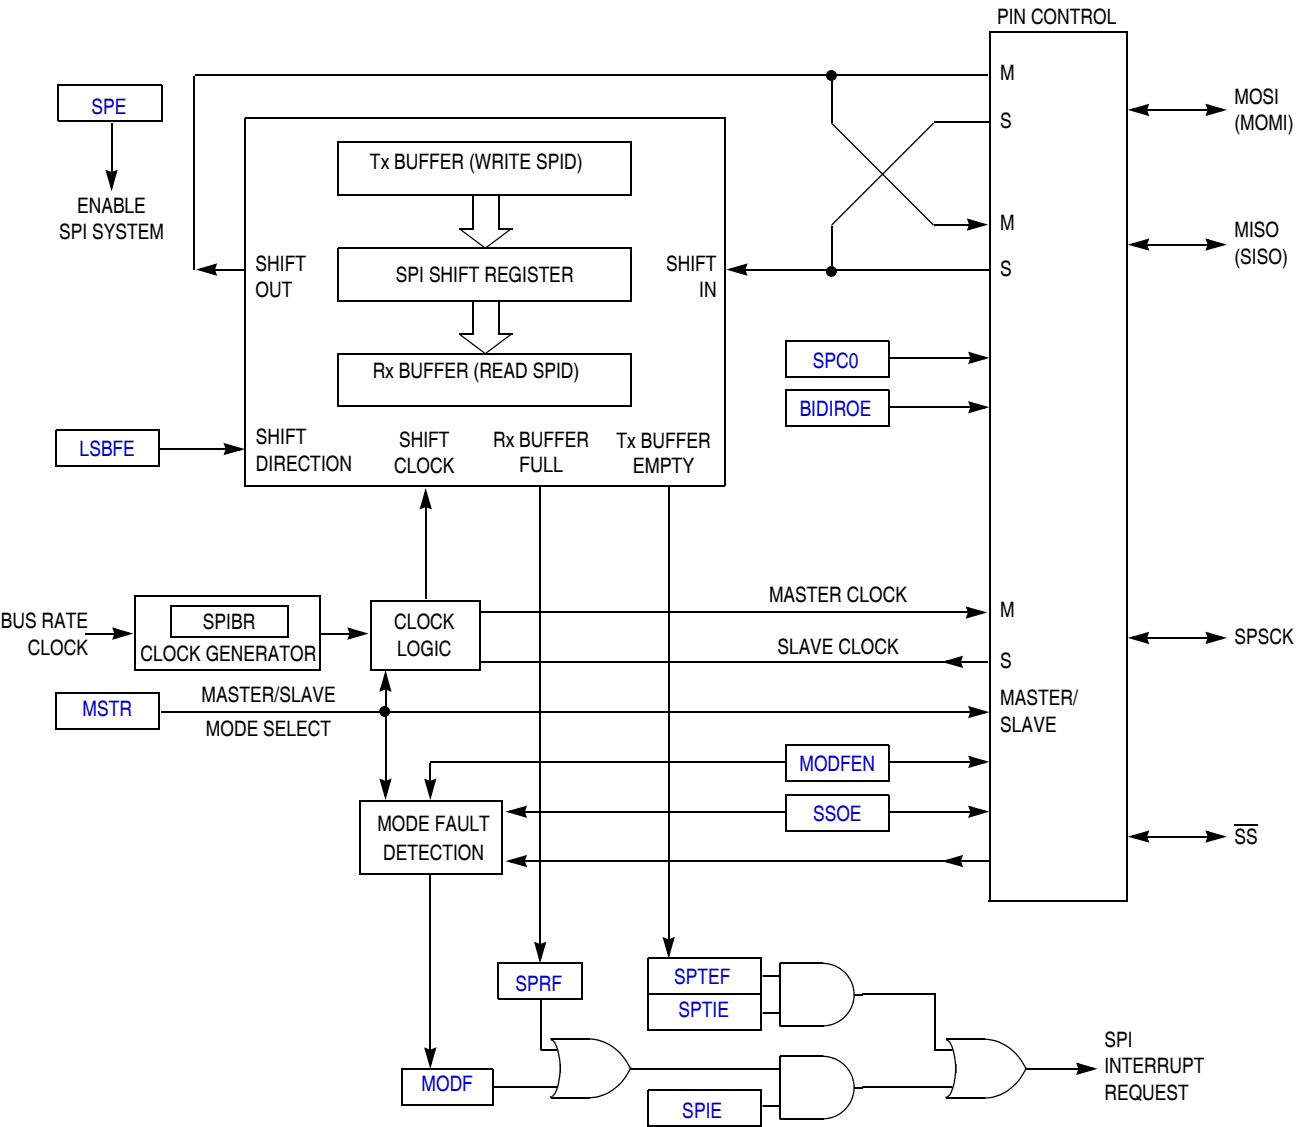 PIN CONTROL
M
MOSI
(MOMI)
SPE
S
Tx BUFFER (WRITE SPID)
ENABLE
SPI SYSTEM
M
MISO
(SISO)
SHIFT
OUT
SPI SHIFT REGISTER
SHIFT
IN
S
SPC0
Rx BUFFER (READ SPID)
BIDIROE
LSBFE
SHIFT
DIRECTION
SHIFT
CLOCK
Rx BUFFER
FULL
Tx BUFFER
EMPTY
MASTER CLOCK
M
BUS RATE
CLOCK
SPIBR
CLOCK GENERATOR
CLOCK
LOGIC
SLAVE CLOCK
S
SPSCK
MSTR
MASTER/SLAVE
MODE SELECT
MASTER/
SLAVE
MODFEN
SSOE
MODE FAULT
DETECTION
SS
SPRF
SPTEF
SPTIE
MODF
SPIE
SPI
INTERRUPT
REQUEST